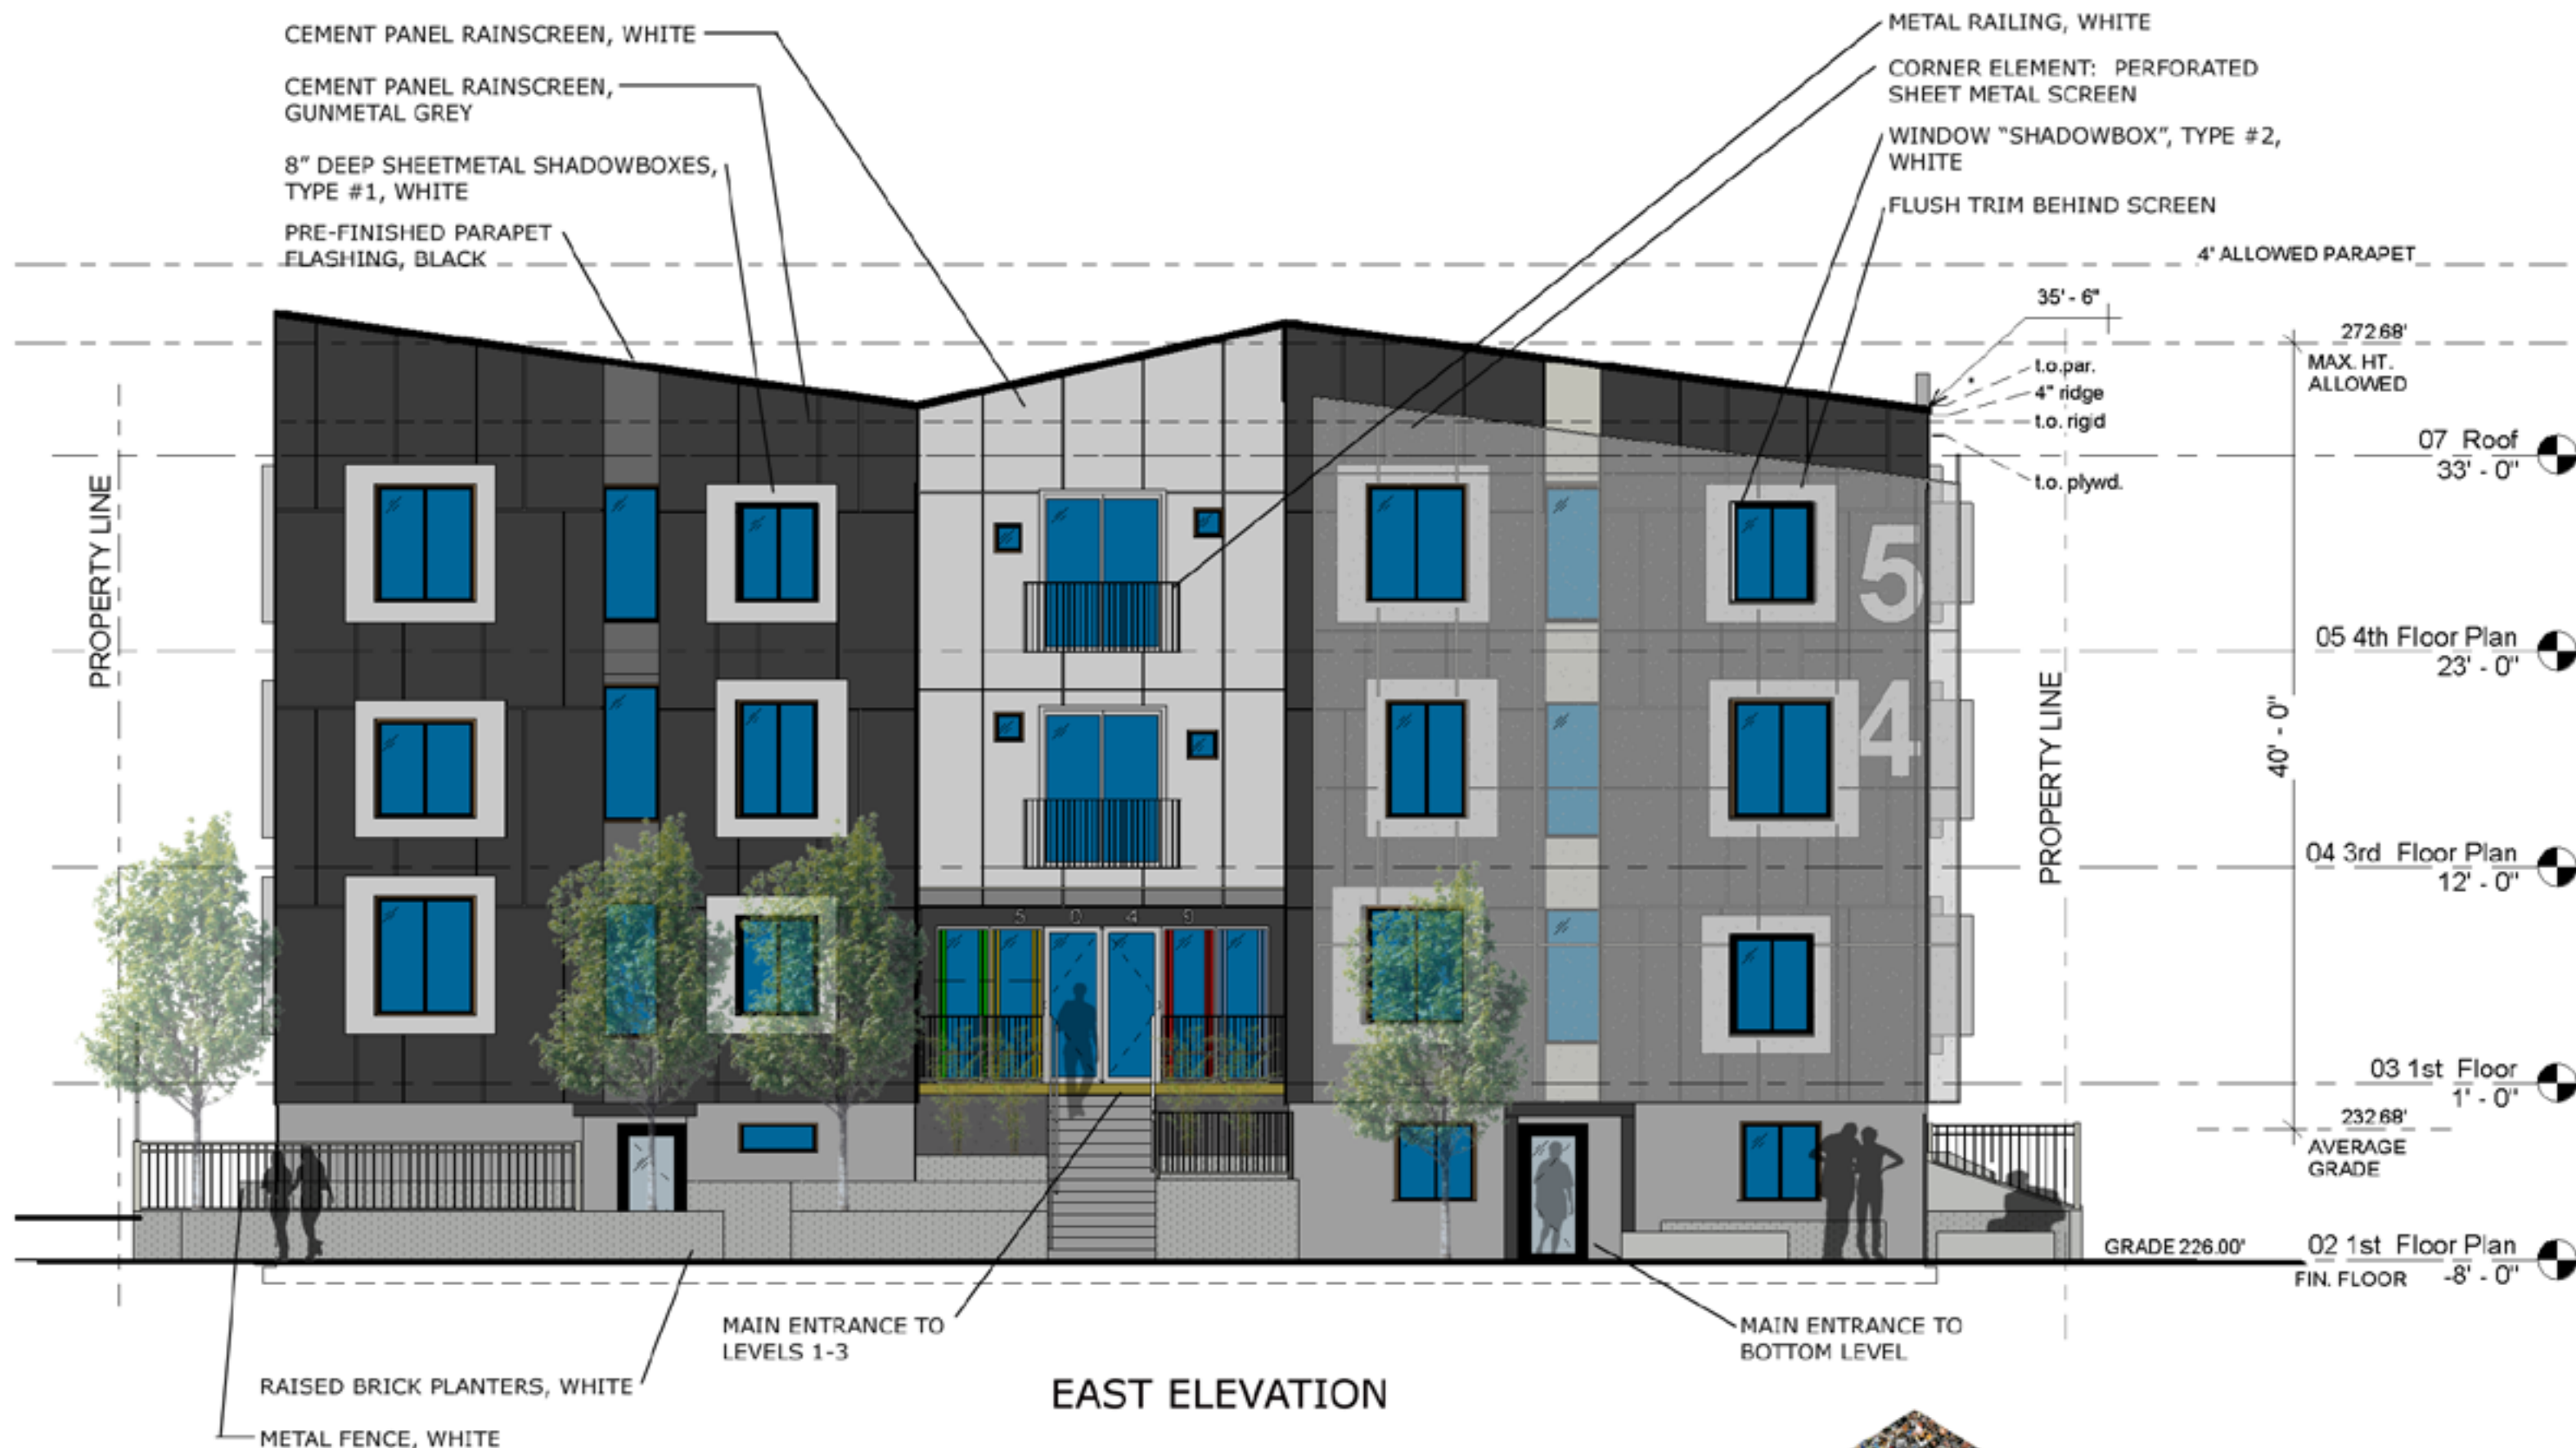 CEMENT PANEL RAINSCREEN, WHITE
CEMENT PANEL RAINSCREEN,
GUNMETAL GREY
8" DEEP SHEETMETAL SHADOWBOXES,
TYPE #1, WHITE
PRE-FINISHED PARAPET
FLASHING, BLACK
METAL RAILING, WHITE
CORNER ELEMENT: PERFORATED
SHEET METAL SCREEN
WINDOW "SHADOWBOX", TYPE #2,
WHITE
FLUSH TRIM BEHIND SCREEN
4' ALLOWED PARAPET
35' - 6"
272.68'
MAX. HT.
ALLOWED
t.o.par.
4" ridge
t.o. rigid
t.o. plywd.
07 Roof
33' - 0"
PROPERTY LINE
5
4
05 4th Floor Plan
23' - 0"
PROPERTY LINE
40' - 0"
04 3rd Floor Plan
12' - 0"
5 0 4 9
03 1st Floor
1' - 0"
232.68'
AVERAGE
GRADE
GRADE 226.00'
02 1st Floor Plan
-8' - 0"
FIN. FLOOR
MAIN ENTRANCE TO
LEVELS 1-3
MAIN ENTRANCE TO
BOTTOM LEVEL
RAISED BRICK PLANTERS, WHITE
METAL FENCE, WHITE
EAST ELEVATION